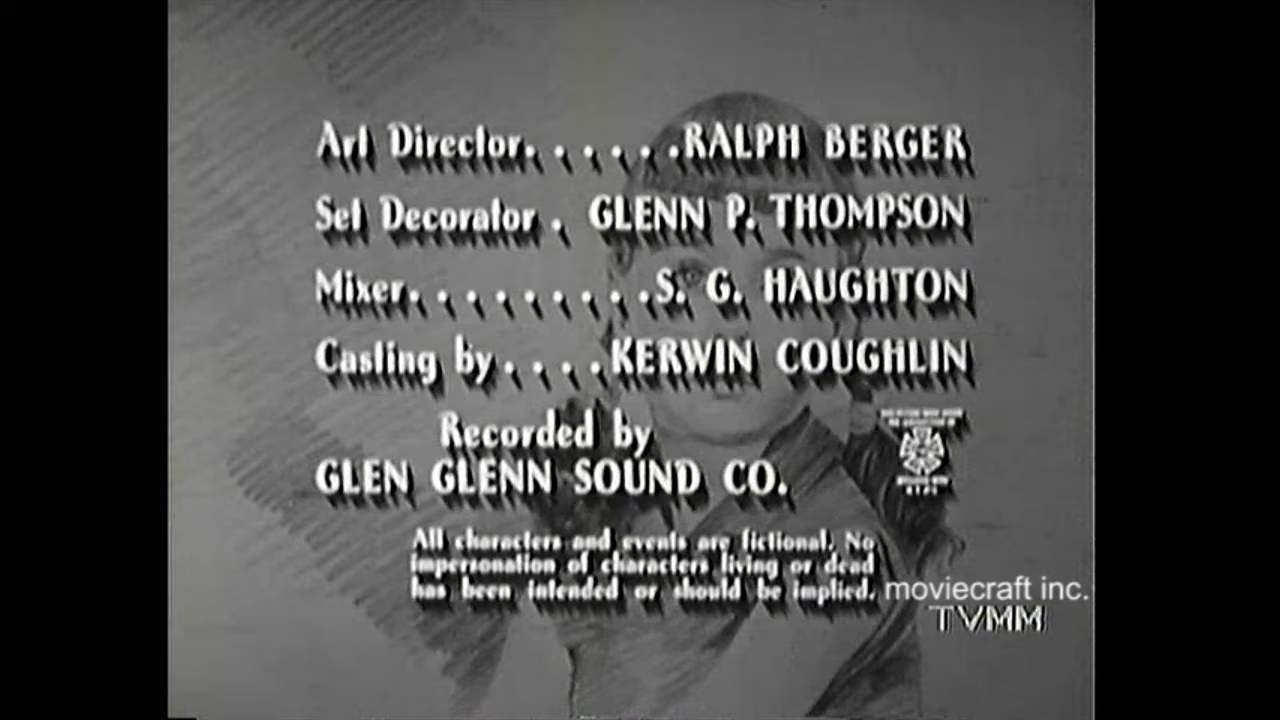 Art Director. . . . . . .RALPH BERGER
Set Decorator . GLENN P. THOMPSON
Mixer. . . . . . . . . .S. G. HAUGHTON
Casting by . . . . KERWIN COUGHLIN
Recorded by
GLEN GLENN SOUND CO.
All characters and events are fictional. No
impersonation of characters living or dead
has been intended or should be implied.
moviecraft inc.
TVMM